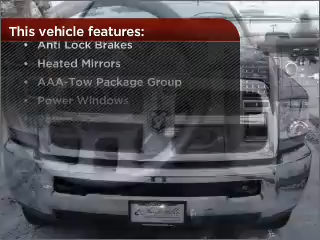 This vehicle features:
• Anti Lock Brakes
• Heated Mirrors
• AAA-Tow Package Group
• Power Windows